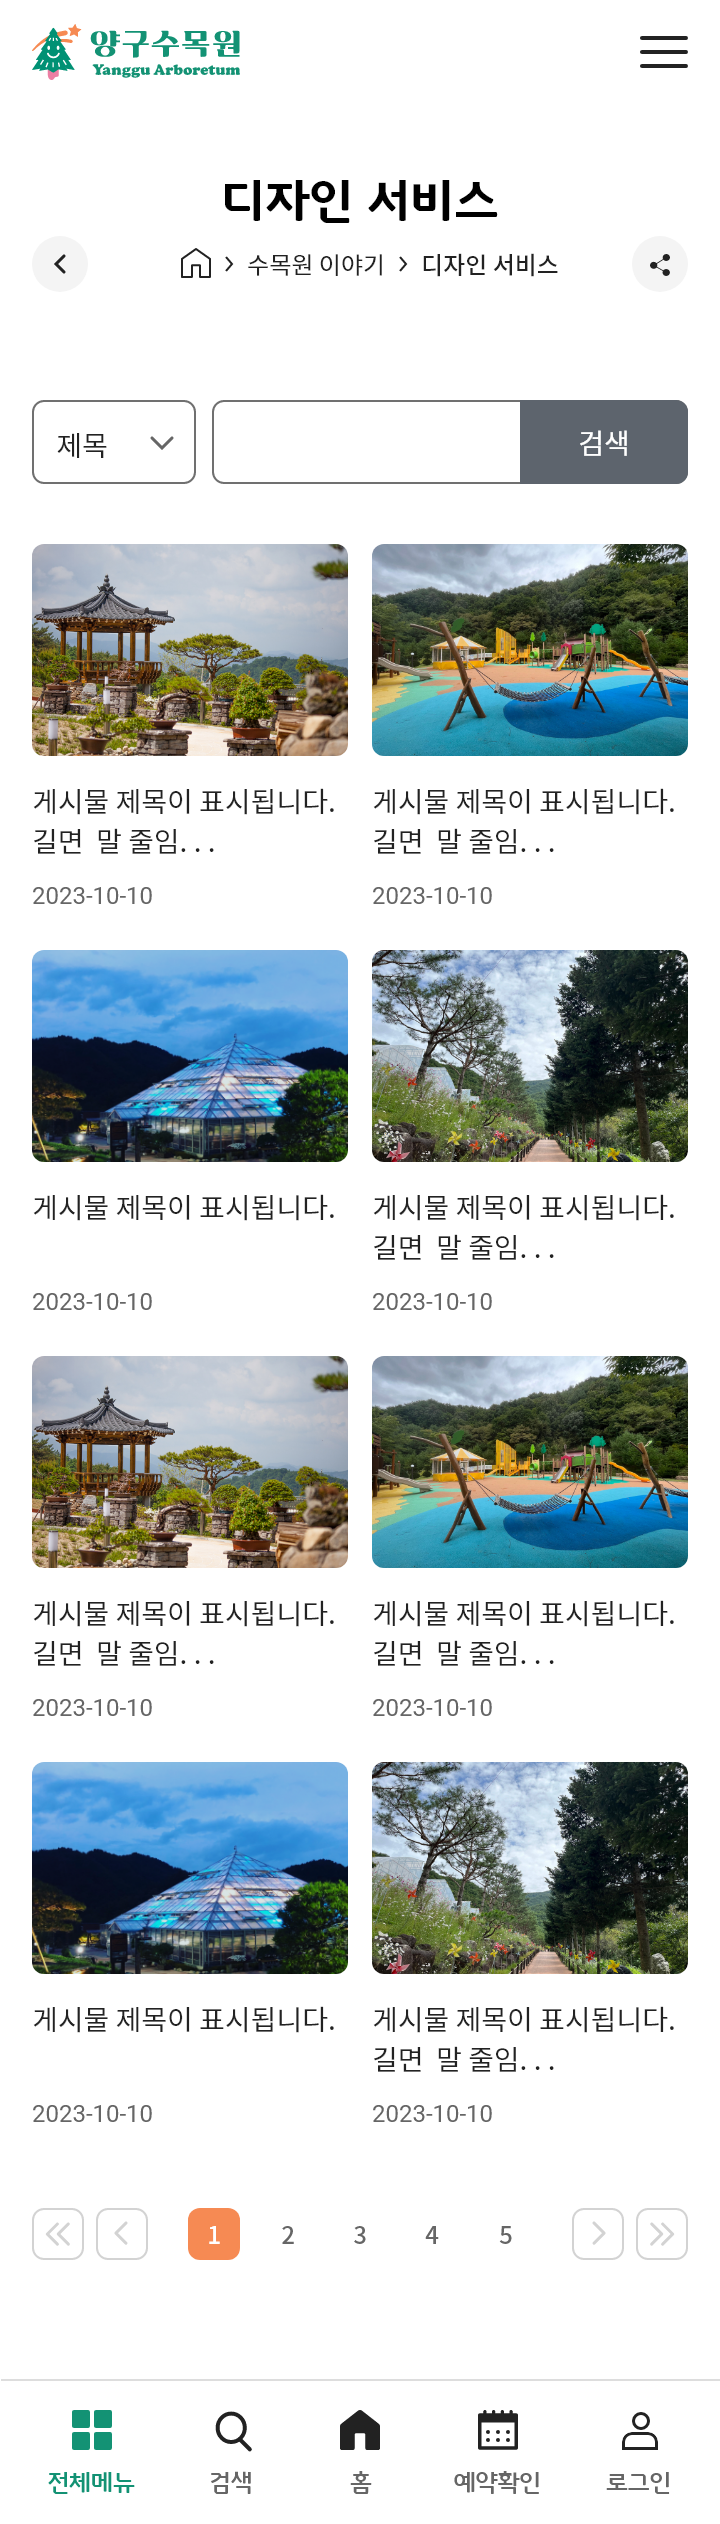 양구수목원
Yanggu Arboretum
디자인 서비스
수목원 이야기 > 디자인 서비스
제목
검색
게시물 제목이 표시됩니다.
길면  말 줄임. . .
2023-10-10
게시물 제목이 표시됩니다.
길면  말 줄임. . .
2023-10-10
게시물 제목이 표시됩니다.
2023-10-10
게시물 제목이 표시됩니다.
길면  말 줄임. . .
2023-10-10
게시물 제목이 표시됩니다.
길면  말 줄임. . .
2023-10-10
게시물 제목이 표시됩니다.
길면  말 줄임. . .
2023-10-10
게시물 제목이 표시됩니다.
2023-10-10
게시물 제목이 표시됩니다.
길면  말 줄임. . .
2023-10-10
1 2 3 4 5
전체메뉴
검색
홈
예약확인
로그인